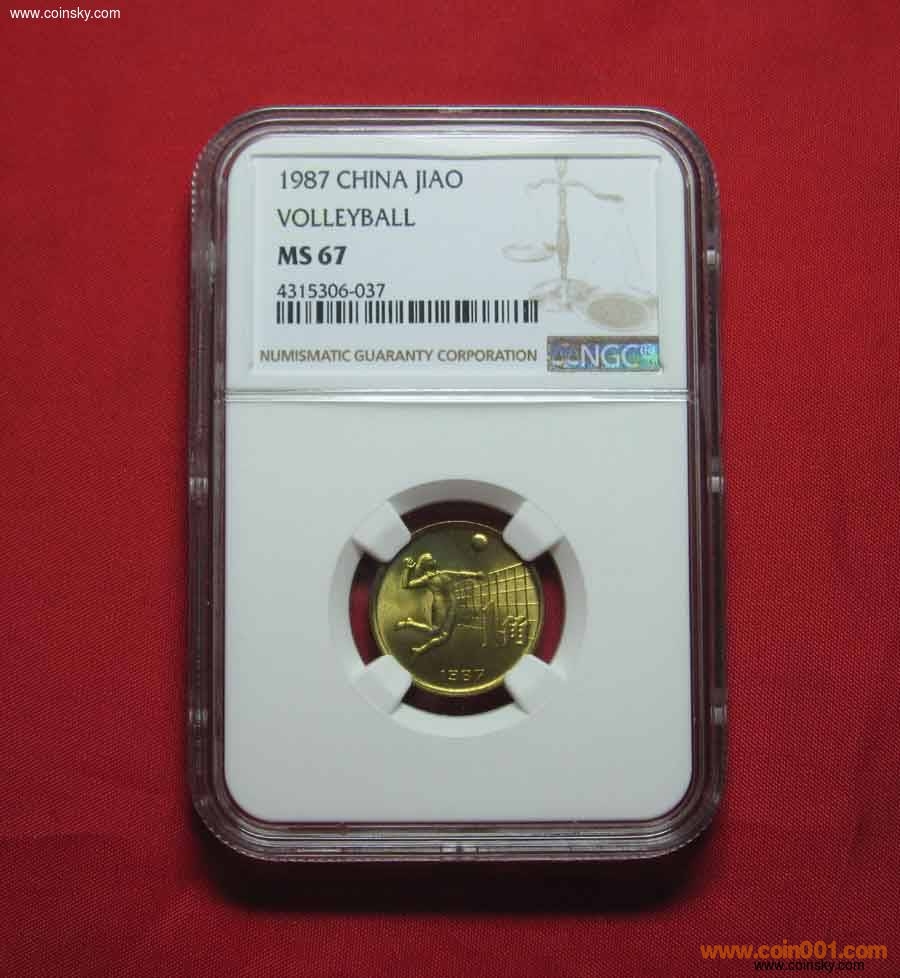 www.coinsky.com
1987 CHINA JIAO
VOLLEYBALL
MS 67
4315306-037
NUMISMATIC GUARANTY CORPORATION
NGC
1角
1987
www.coin001.com
www.coinsky.com